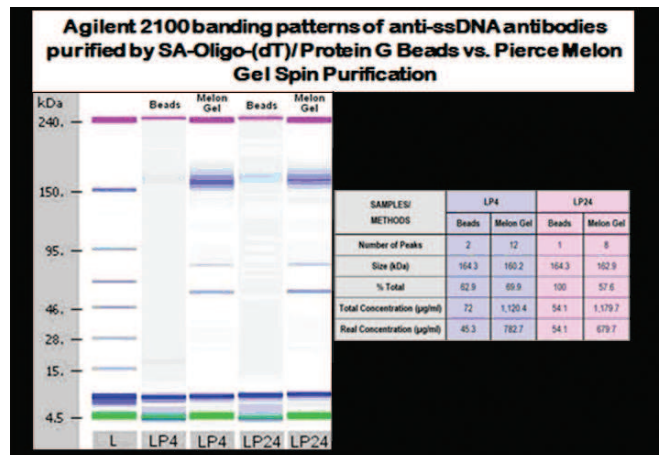 Agilent 2100 banding patterns of anti-ssDNA antibodies
purified by SA-Oligo-(dT)/ Protein G Beads vs. Pierce Melon
Gel Spin Purification
kDa
Beads
Melon
Gel
Beads
Melon
Gel
240.
150.
95.
46.
28.
15.
4.5
L LP4 LP4 LP24 LP24
SAMPLES/
METHODS
LP4 LP24
Beads Melon Gel Beads Melon Gel
Number of Peaks 2 12 1 8
Size (kDa) 164.3 160.2 164.3 162.9
% Total 62.9 69.9 100 57.6
Total Concentration (µg/ml) 72 1,120.4 54.1 1,179.7
Real Concentration (µg/ml) 45.3 782.7 54.1 679.7